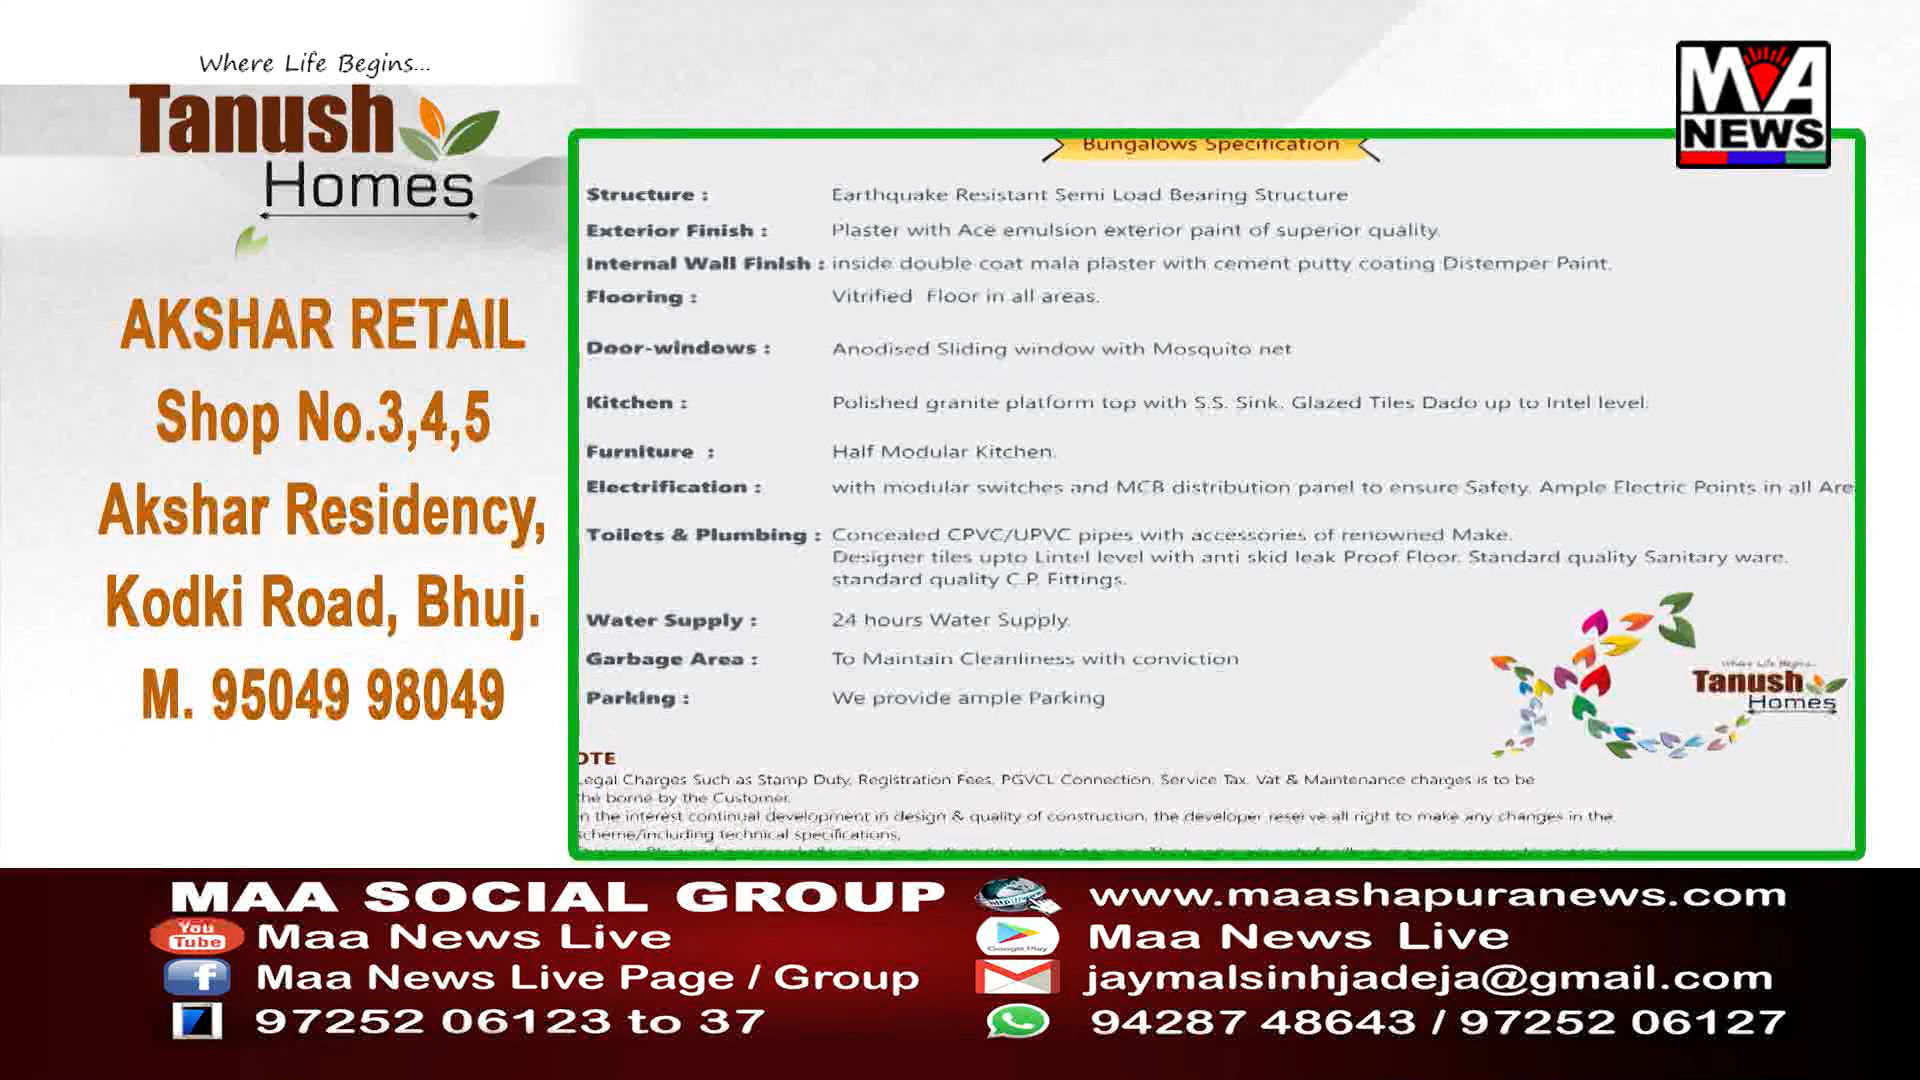 Where Life Begins...
Tanush
Homes
AKSHAR RETAIL
Shop No.3,4,5
Akshar Residency,
Kodki Road, Bhuj.
M. 95049 98049
MAA
NEWS
Bungalows Specification
Structure : Earthquake Resistant Semi Load Bearing Structure
Exterior Finish : Plaster with Ace emulsion exterior paint of superior quality.
Internal Wall Finish : inside double coat mala plaster with cement putty coating Distemper Paint.
Flooring : Vitrified Floor in all areas.
Door-windows : Anodised Sliding window with Mosquito net
Kitchen : Polished granite platform top with S.S. Sink. Glazed Tiles Dado up to Intel level.
Furniture : Half Modular Kitchen.
Electrification : with modular switches and MCB distribution panel to ensure Safety. Ample Electric Points in all Are
Toilets & Plumbing : Concealed CPVC/UPVC pipes with accessories of renowned Make.
Designer tiles upto Lintel level with anti skid leak Proof Floor. Standard quality Sanitary ware.
standard quality C.P. Fittings.
Water Supply : 24 hours Water Supply.
Garbage Area : To Maintain Cleanliness with conviction
Parking : We provide ample Parking
Where Life Begins...
Tanush
Homes
OTE
Legal Charges Such as Stamp Duty, Registration Fees, PGVCL Connection, Service Tax, Vat & Maintenance charges is to be
the borne by the Customer.
n the interest continual development in design & quality of construction, the developer reserve all right to make any changes in the
scheme/including technical specifications,
MAA SOCIAL GROUP
You Tube Maa News Live
f Maa News Live Page / Group
97252 06123 to 37
www.maashapuranews.com
Google Play Maa News Live
jaymalsinhjadeja@gmail.com
94287 48643 / 97252 06127